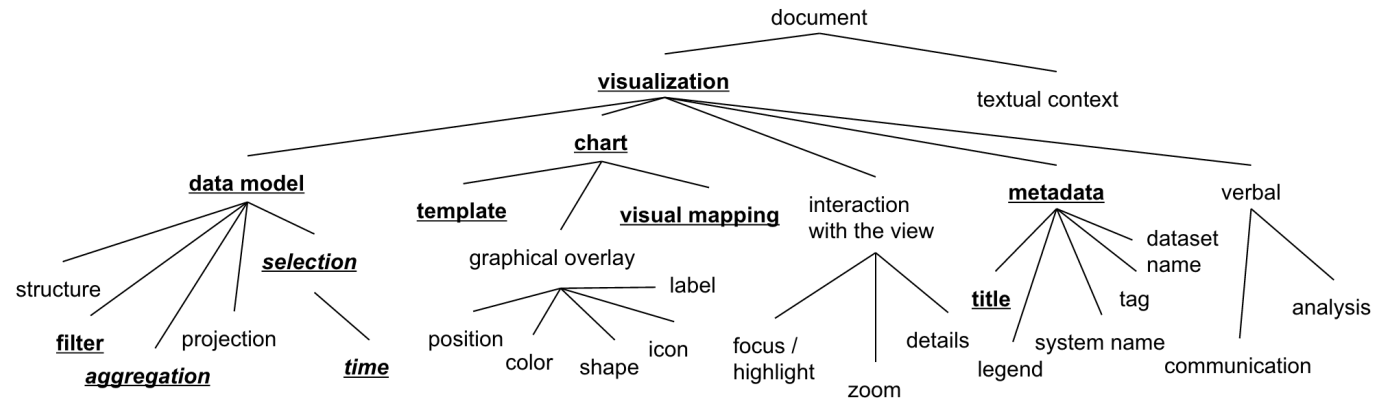 document
visualization
textual context
chart
data model
template
visual mapping
interaction
with the view
metadata
verbal
structure
selection
graphical overlay
dataset
name
label
title
tag
analysis
filter
projection
position
color
shape
icon
focus /
highlight
details
system name
legend
communication
aggregation
time
zoom